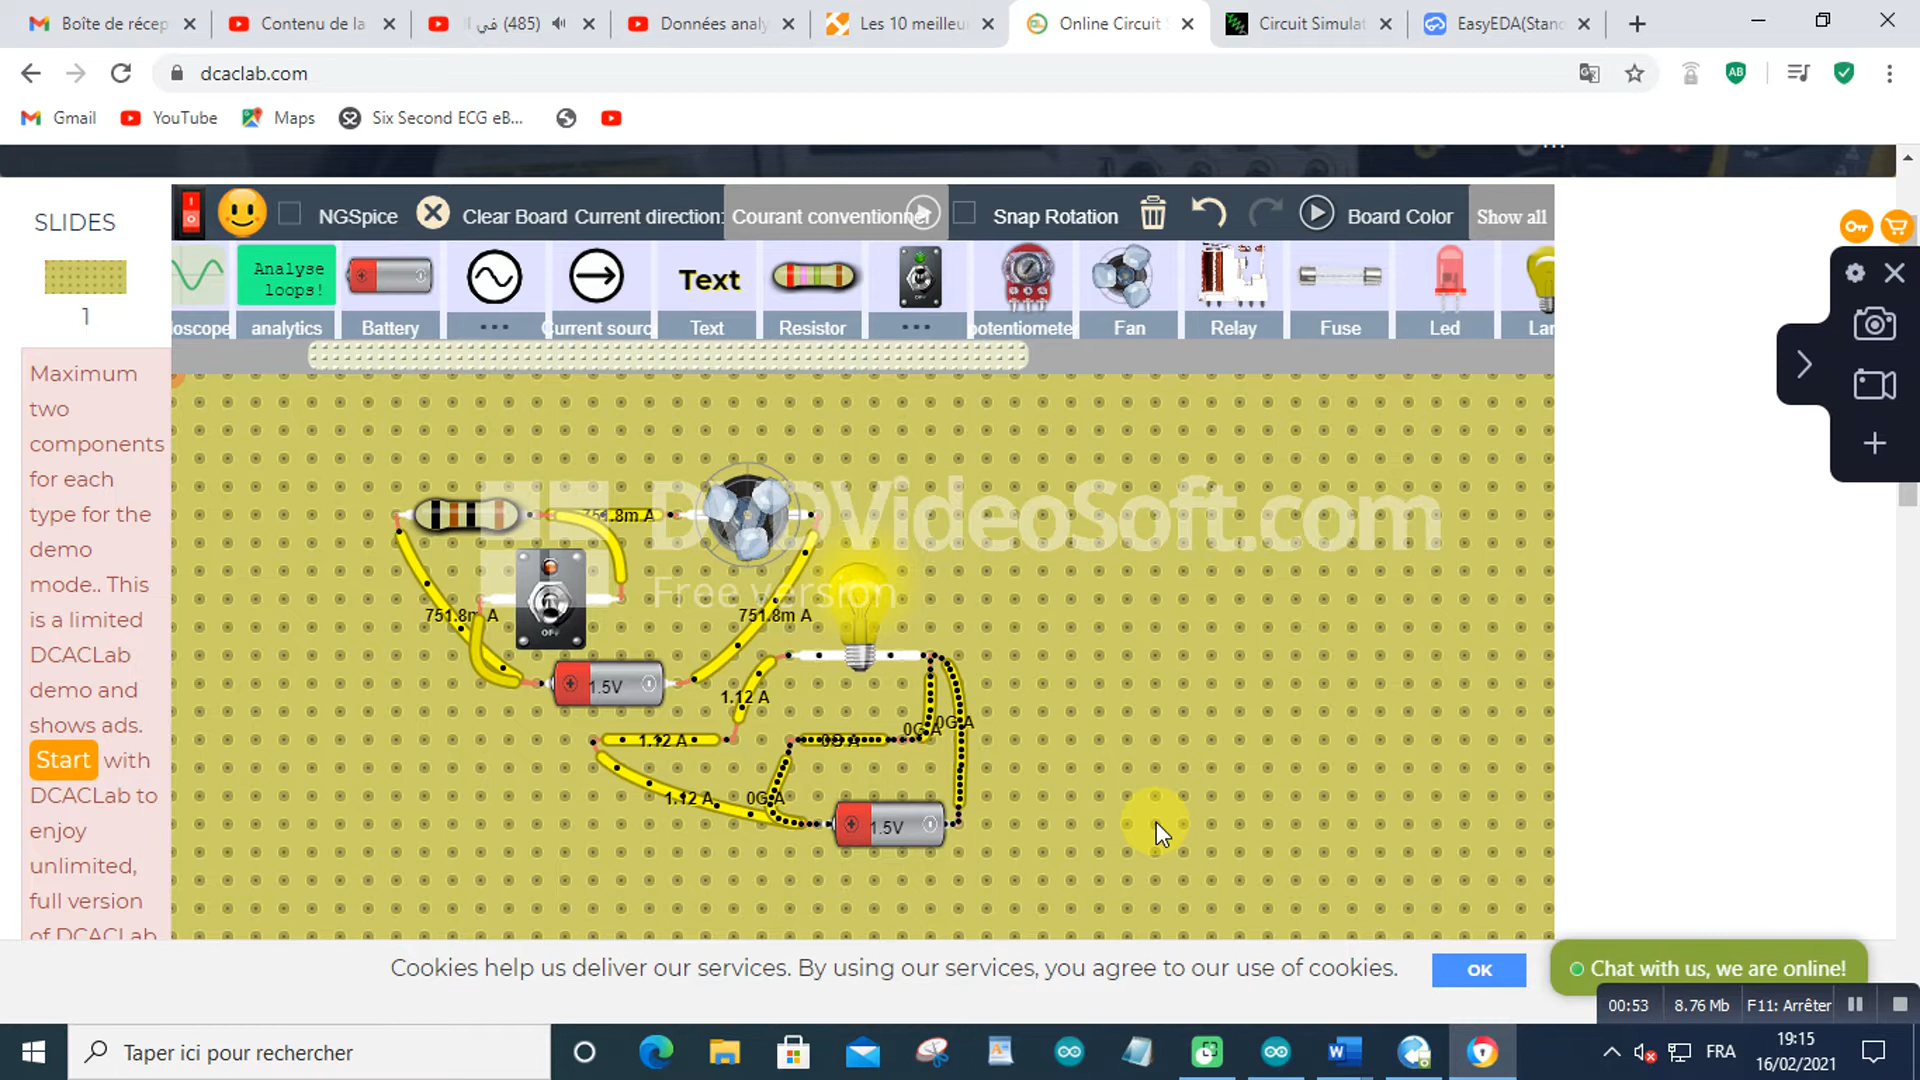 Boîte de récep
Contenu de la
(485) في ا
Données analy
Les 10 meilleu
Online Circuit S
Circuit Simulat
EasyEDA(Stanc
dcaclab.com
Gmail
YouTube
Maps
Six Second ECG eB...
SLIDES
1
NGSpice
Clear Board
Current direction:
Courant conventionnel
Snap Rotation
Board Color
Show all
Analyse
loops!
Text
oscope
analytics
Battery
...
Current sourc
Text
Resistor
...
potentiometer
Fan
Relay
Fuse
Led
Lam
Maximum
two
components
for each
type for the
demo
mode.. This
is a limited
DCACLab
demo and
shows ads.
Start with
DCACLab to
enjoy
unlimited,
full version
of DCACLab
DVDVideoSoft.com
Free version
751.8m A
751.8m A
751.8m A
OFF
1.5V
1.12 A
1.12 A
1.12 A
0G A
0G A
0G A
0G A
1.5V
Cookies help us deliver our services. By using our services, you agree to our use of cookies.
OK
Chat with us, we are online!
00:53
8.76 Mb
F11: Arrêter
Taper ici pour rechercher
FRA
19:15
16/02/2021